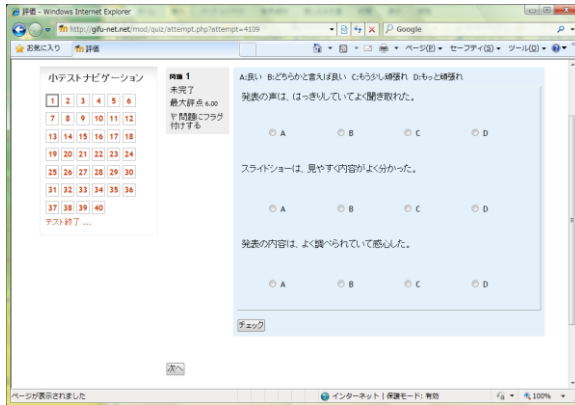 評価 - Windows Internet Explorer
http://gifu-net.net/mod/quiz/attempt.php?attempt=4109
Google
お気に入り 評価 ページ(P) セーフティ(S) ツール(O)
小テストナビゲーション
1 2 3 4 5 6
7 8 9 10 11 12
13 14 15 16 17 18
19 20 21 22 23 24
25 26 27 28 29 30
31 32 33 34 35 36
37 38 39 40
テスト終了 ...
問題 1
未完了
最大評点 6.00
問題にフラグ
付けする
A:良い B:どちらかと言えば良い C:もう少し頑張れ D:もっと頑張れ
発表の声は、はっきりしていてよく聞き取れた。
A B C D
スライドショーは、見やすく内容がよく分かった。
A B C D
発表の内容は、よく調べられていて感心した。
A B C D
チェック
次へ
ページが表示されました インターネット | 保護モード: 有効 100%